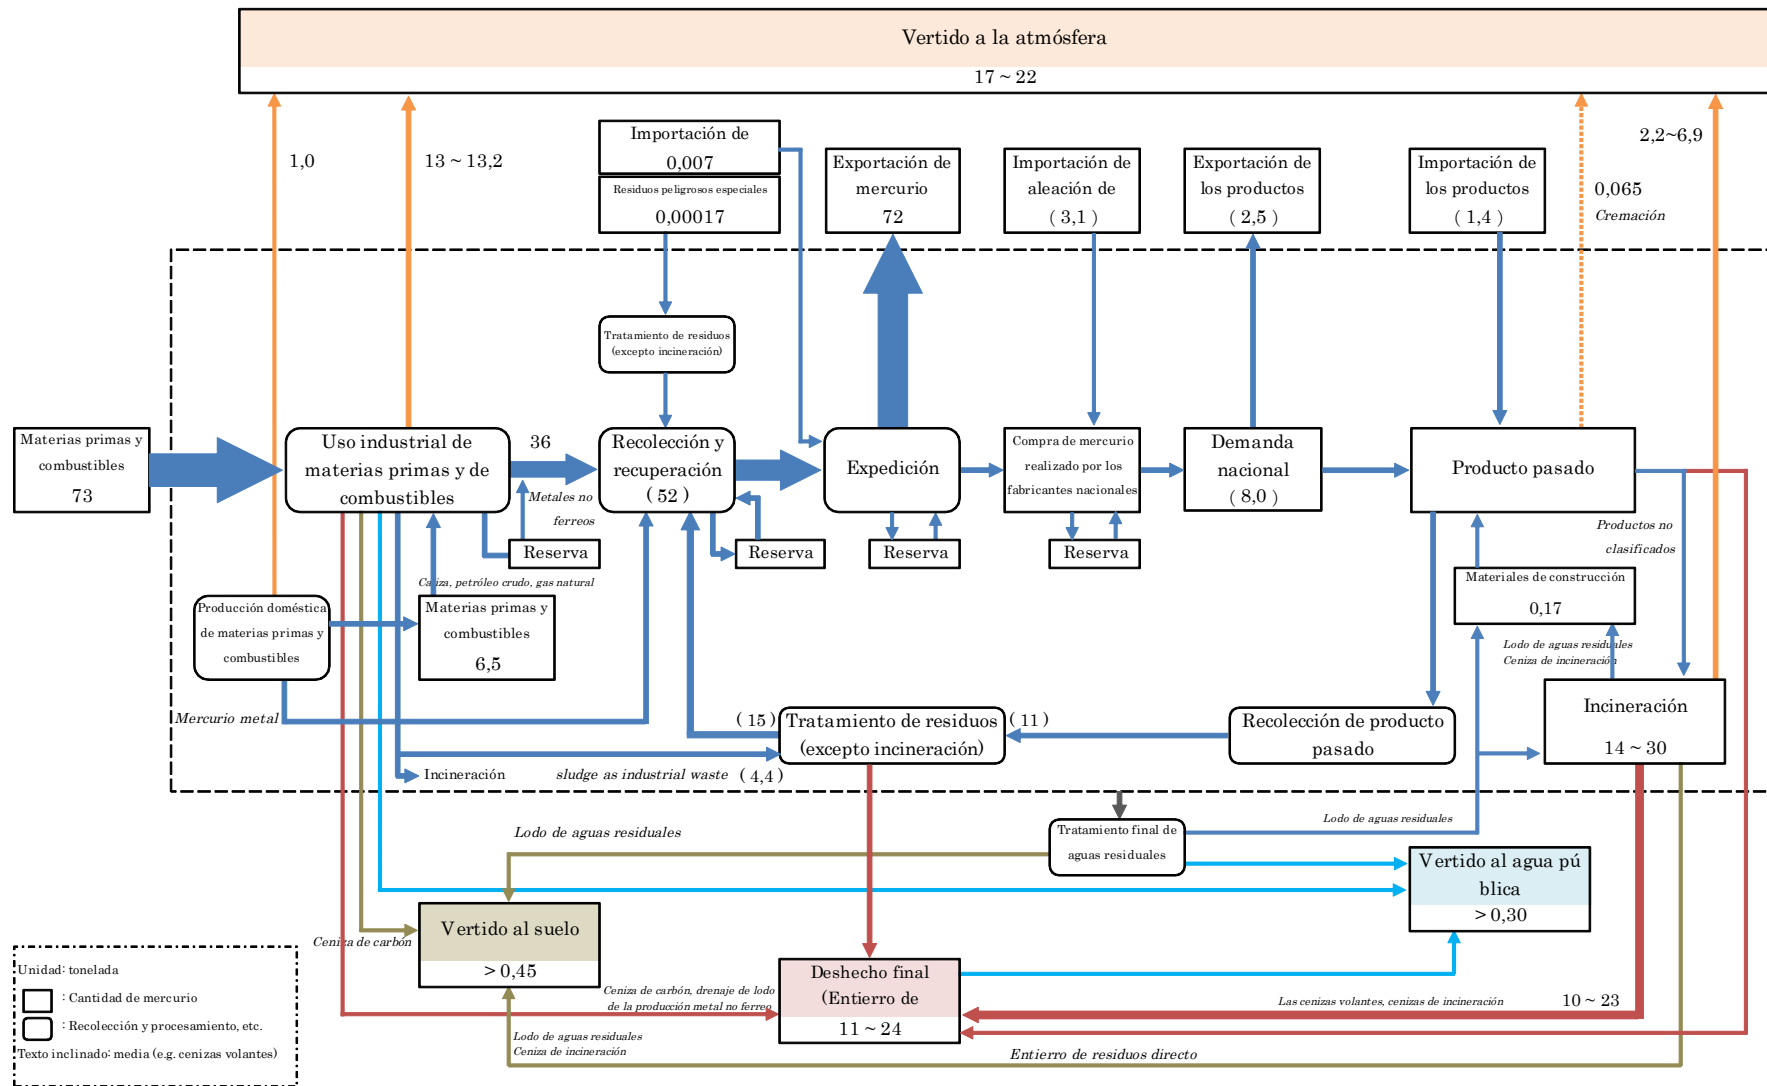 Vertido a la atmósfera
17 ~ 22
1,0
13 ~ 13,2
Importación de
0,007
Residuos peligrosos especiales
0,00017
Exportación de
mercurio
72
Importación de
aleación de
( 3,1 )
Exportación de
los productos
( 2,5 )
Importación de
los productos
( 1,4 )
0,065
Cremación
2,2~6,9
Tratamiento de residuos
(excepto incineración)
Materias primas y
combustibles
73
Uso industrial de
materias primas y de
combustibles
36
Metales no
ferreos
Recolección y
recuperación
( 52 )
Expedición
Compra de mercurio
realizado por los
fabricantes nacionales
Demanda
nacional
( 8,0 )
Producto pasado
Reserva
Reserva
Reserva
Reserva
Productos no
clasificados
Caliza, petróleo crudo, gas natural
Producción doméstica
de materias primas y
combustibles
Materias primas y
combustibles
6,5
Materiales de construcción
0,17
Lodo de aguas residuales
Ceniza de incineración
Mercurio metal
( 15 )
Tratamiento de residuos
(excepto incineración)
( 11 )
Recolección de producto
pasado
Incineración
14 ~ 30
Incineración
sludge as industrial waste
( 4,4 )
Lodo de aguas residuales
Tratamiento final de
aguas residuales
Lodo de aguas residuales
Vertido al agua pú
blica
> 0,30
Vertido al suelo
> 0,45
Ceniza de carbón
Ceniza de carbón, drenaje de lodo
de la producción metal no ferreo
Deshecho final
(Entierro de
11 ~ 24
Las cenizas volantes, cenizas de incineración
10 ~ 23
Lodo de aguas residuales
Ceniza de incineración
Entierro de residuos directo
Unidad: tonelada
: Cantidad de mercurio
: Recolección y procesamiento, etc.
Texto inclinado: media (e.g. cenizas volantes)